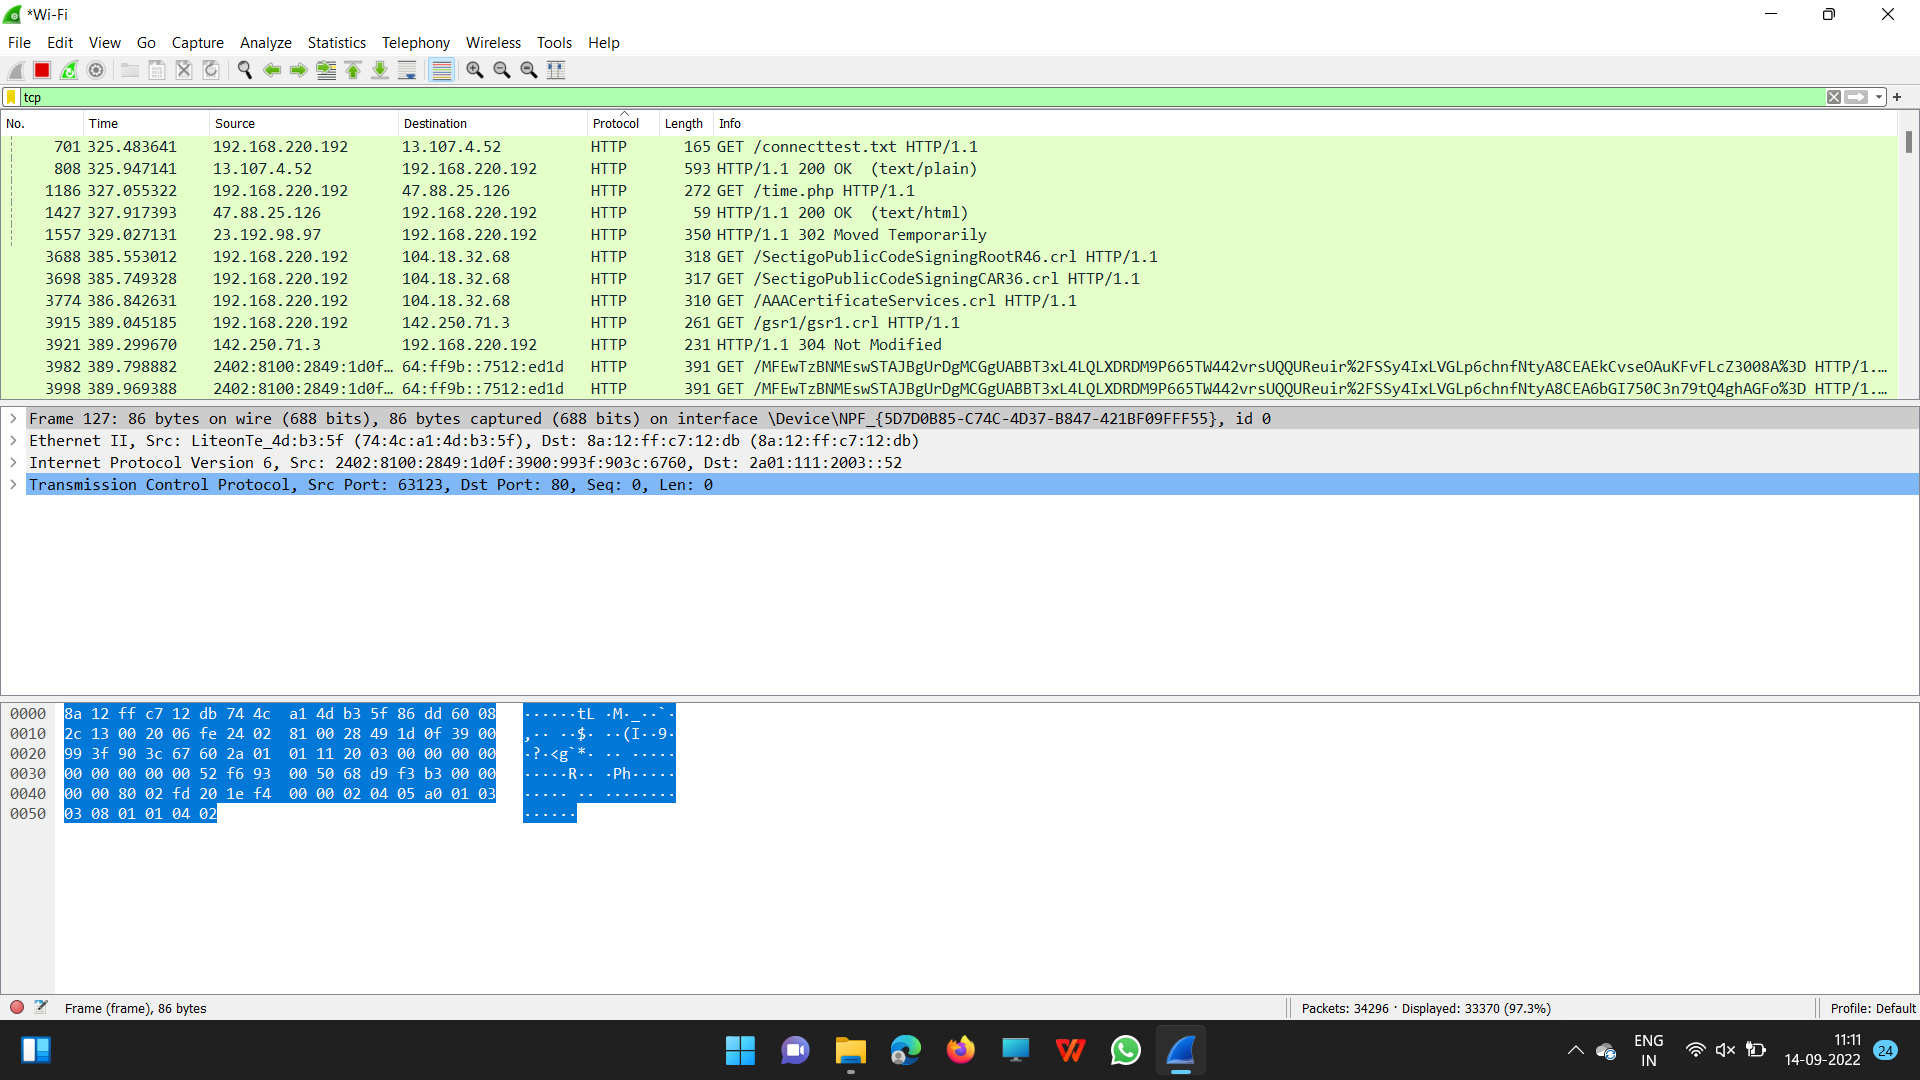 *Wi-Fi
File Edit View Go Capture Analyze Statistics Telephony Wireless Tools Help
tcp
No. Time Source Destination Protocol Length Info
701 325.483641 192.168.220.192 13.107.4.52 HTTP 165 GET /connecttest.txt HTTP/1.1
808 325.947141 13.107.4.52 192.168.220.192 HTTP 593 HTTP/1.1 200 OK (text/plain)
1186 327.055322 192.168.220.192 47.88.25.126 HTTP 272 GET /time.php HTTP/1.1
1427 327.917393 47.88.25.126 192.168.220.192 HTTP 59 HTTP/1.1 200 OK (text/html)
1557 329.027131 23.192.98.97 192.168.220.192 HTTP 350 HTTP/1.1 302 Moved Temporarily
3688 385.553012 192.168.220.192 104.18.32.68 HTTP 318 GET /SectigoPublicCodeSigningRootR46.crl HTTP/1.1
3698 385.749328 192.168.220.192 104.18.32.68 HTTP 317 GET /SectigoPublicCodeSigningCAR36.crl HTTP/1.1
3774 386.842631 192.168.220.192 104.18.32.68 HTTP 310 GET /AAACertificateServices.crl HTTP/1.1
3915 389.045185 192.168.220.192 142.250.71.3 HTTP 261 GET /gsr1/gsr1.crl HTTP/1.1
3921 389.299670 142.250.71.3 192.168.220.192 HTTP 231 HTTP/1.1 304 Not Modified
3982 389.798882 2402:8100:2849:1d0f… 64:ff9b::7512:ed1d HTTP 391 GET /MFEwTzBNMEswSTAJBgUrDgMCGgUABBT3xL4LQLXDRDM9P665TW442vrsUQQUReuir%2FSSy4IxLVGLp6chnfNtyA8CEAEkCvseOAuKFvFLcZ3008A%3D HTTP/1.…
3998 389.969388 2402:8100:2849:1d0f… 64:ff9b::7512:ed1d HTTP 391 GET /MFEwTzBNMEswSTAJBgUrDgMCGgUABBT3xL4LQLXDRDM9P665TW442vrsUQQUReuir%2FSSy4IxLVGLp6chnfNtyA8CEA6bGI750C3n79tQ4ghAGFo%3D HTTP/1.…
Frame 127: 86 bytes on wire (688 bits), 86 bytes captured (688 bits) on interface \Device\NPF_{5D7D0B85-C74C-4D37-B847-421BF09FFF55}, id 0
Ethernet II, Src: LiteonTe_4d:b3:5f (74:4c:a1:4d:b3:5f), Dst: 8a:12:ff:c7:12:db (8a:12:ff:c7:12:db)
Internet Protocol Version 6, Src: 2402:8100:2849:1d0f:3900:993f:903c:6760, Dst: 2a01:111:2003::52
Transmission Control Protocol, Src Port: 63123, Dst Port: 80, Seq: 0, Len: 0
0000 8a 12 ff c7 12 db 74 4c a1 4d b3 5f 86 dd 60 08 ······tL ·M·_··`·
0010 2c 13 00 20 06 fe 24 02 81 00 28 49 1d 0f 39 00 ,·· ··$· ··(I··9·
0020 99 3f 90 3c 67 60 2a 01 01 11 20 03 00 00 00 00 ·?·<g`*· ·· ·····
0030 00 00 00 00 00 52 f6 93 00 50 68 d9 f3 b3 00 00 ·····R·· ·Ph·····
0040 00 00 80 02 fd 20 1e f4 00 00 02 04 05 a0 01 03 ····· ·· ········
0050 03 08 01 01 04 02 ······
Frame (frame), 86 bytes
Packets: 34296 · Displayed: 33370 (97.3%)
Profile: Default
ENG
IN
11:11
14-09-2022
24